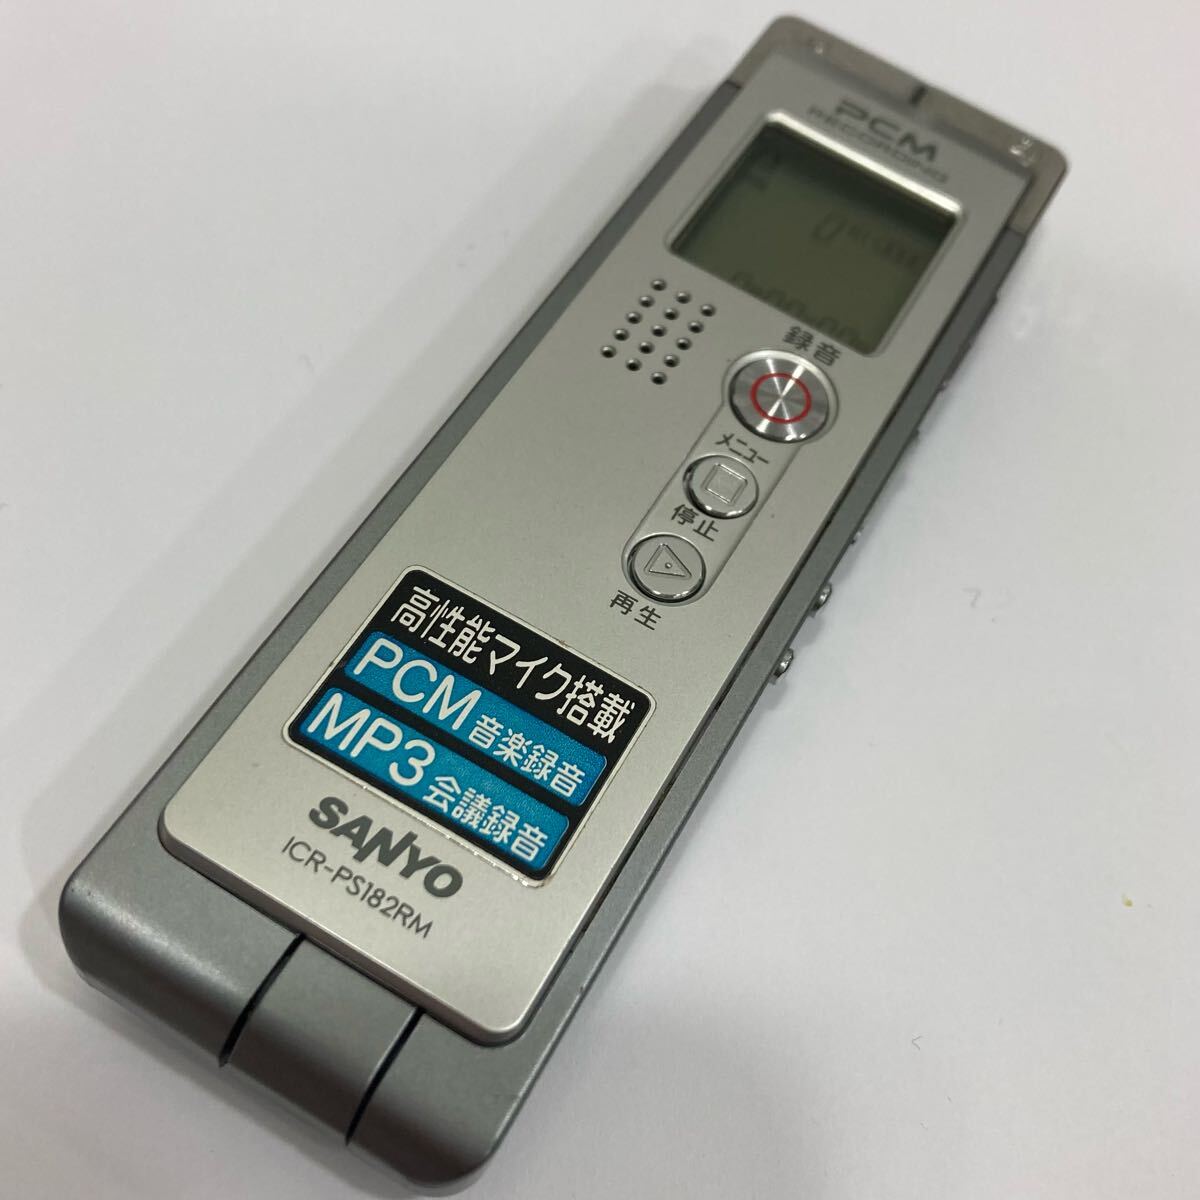 PCM
RECORDING
録音
メニュー
停止
再生
高性能マイク搭載
PCM 音楽録音
MP3 会議録音
SANYO
ICR-PS182RM